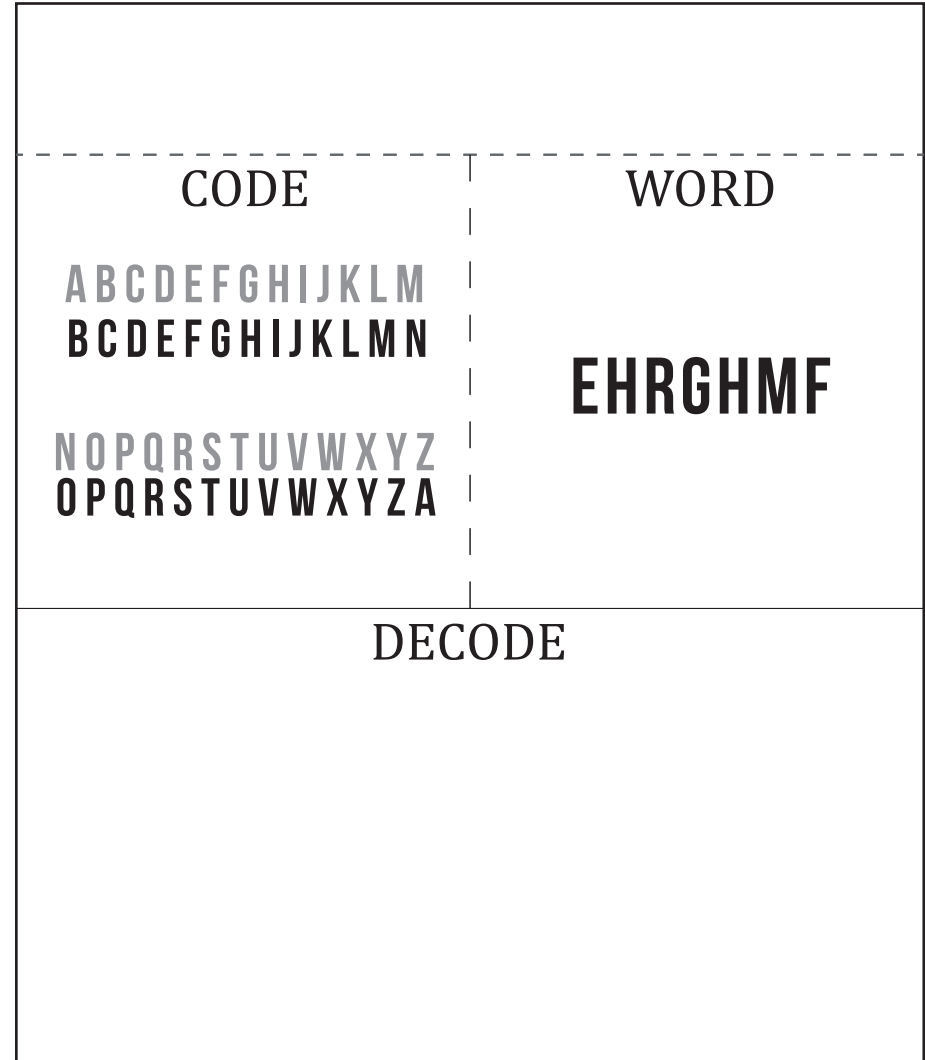 CODE
WORD
ABCDEFGHIJKLM
BCDEFGHIJKLMN
EHRGHMF
NOPQRSTUVWXYZ
OPQRSTUVWXYZA
DECODE